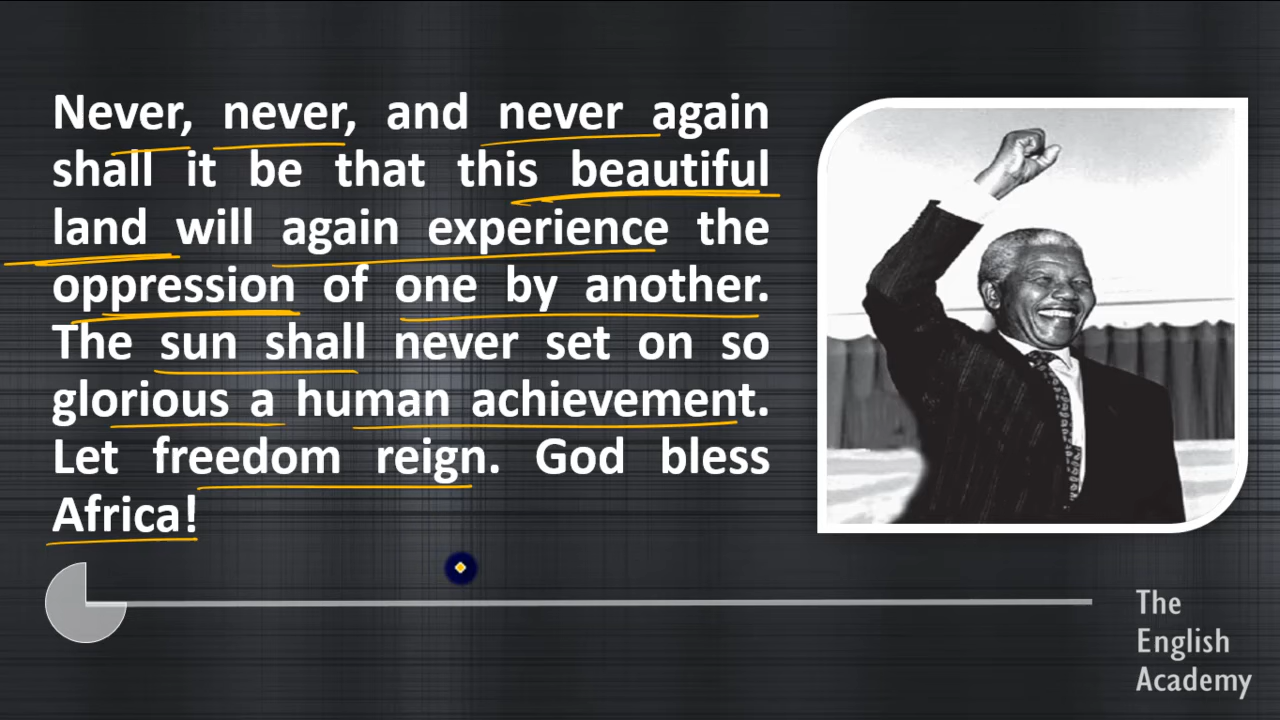 Never, never, and never again
shall it be that this beautiful
land will again experience the
oppression of one by another.
The sun shall never set on so
glorious a human achievement.
Let freedom reign. God bless
Africa!
The
English
Academy